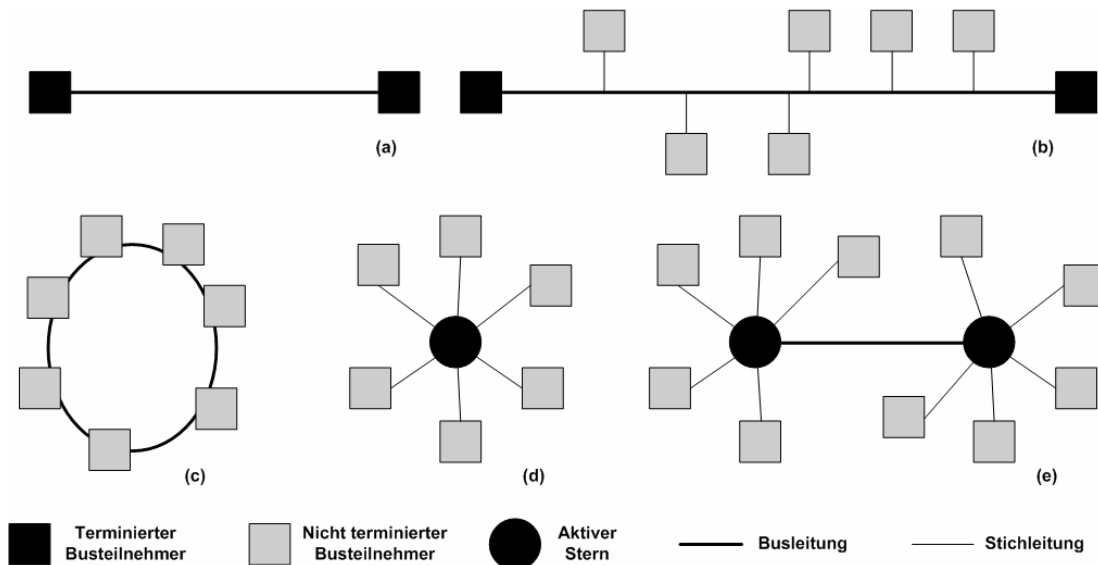 (a)
(b)
(c)
(d)
(e)
Terminierter
Busteilnehmer
Nicht terminierter
Busteilnehmer
Aktiver
Stern
Busleitung
Stichleitung